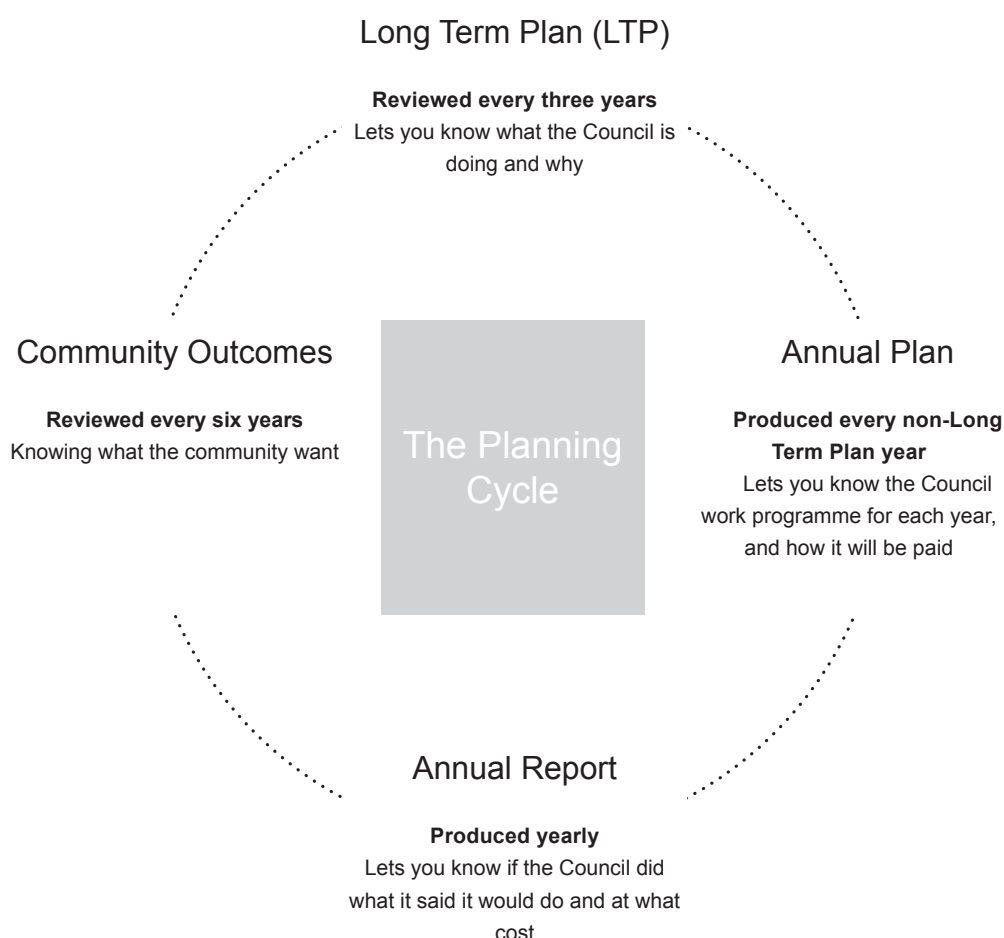 Long Term Plan (LTP)
Reviewed every three years
Lets you know what the Council is
doing and why
Community Outcomes
Reviewed every six years
Knowing what the community want
The Planning
Cycle
Annual Plan
Produced every non-Long
Term Plan year
Lets you know the Council
work programme for each year,
and how it will be paid
Annual Report
Produced yearly
Lets you know if the Council did
what it said it would do and at what
cost